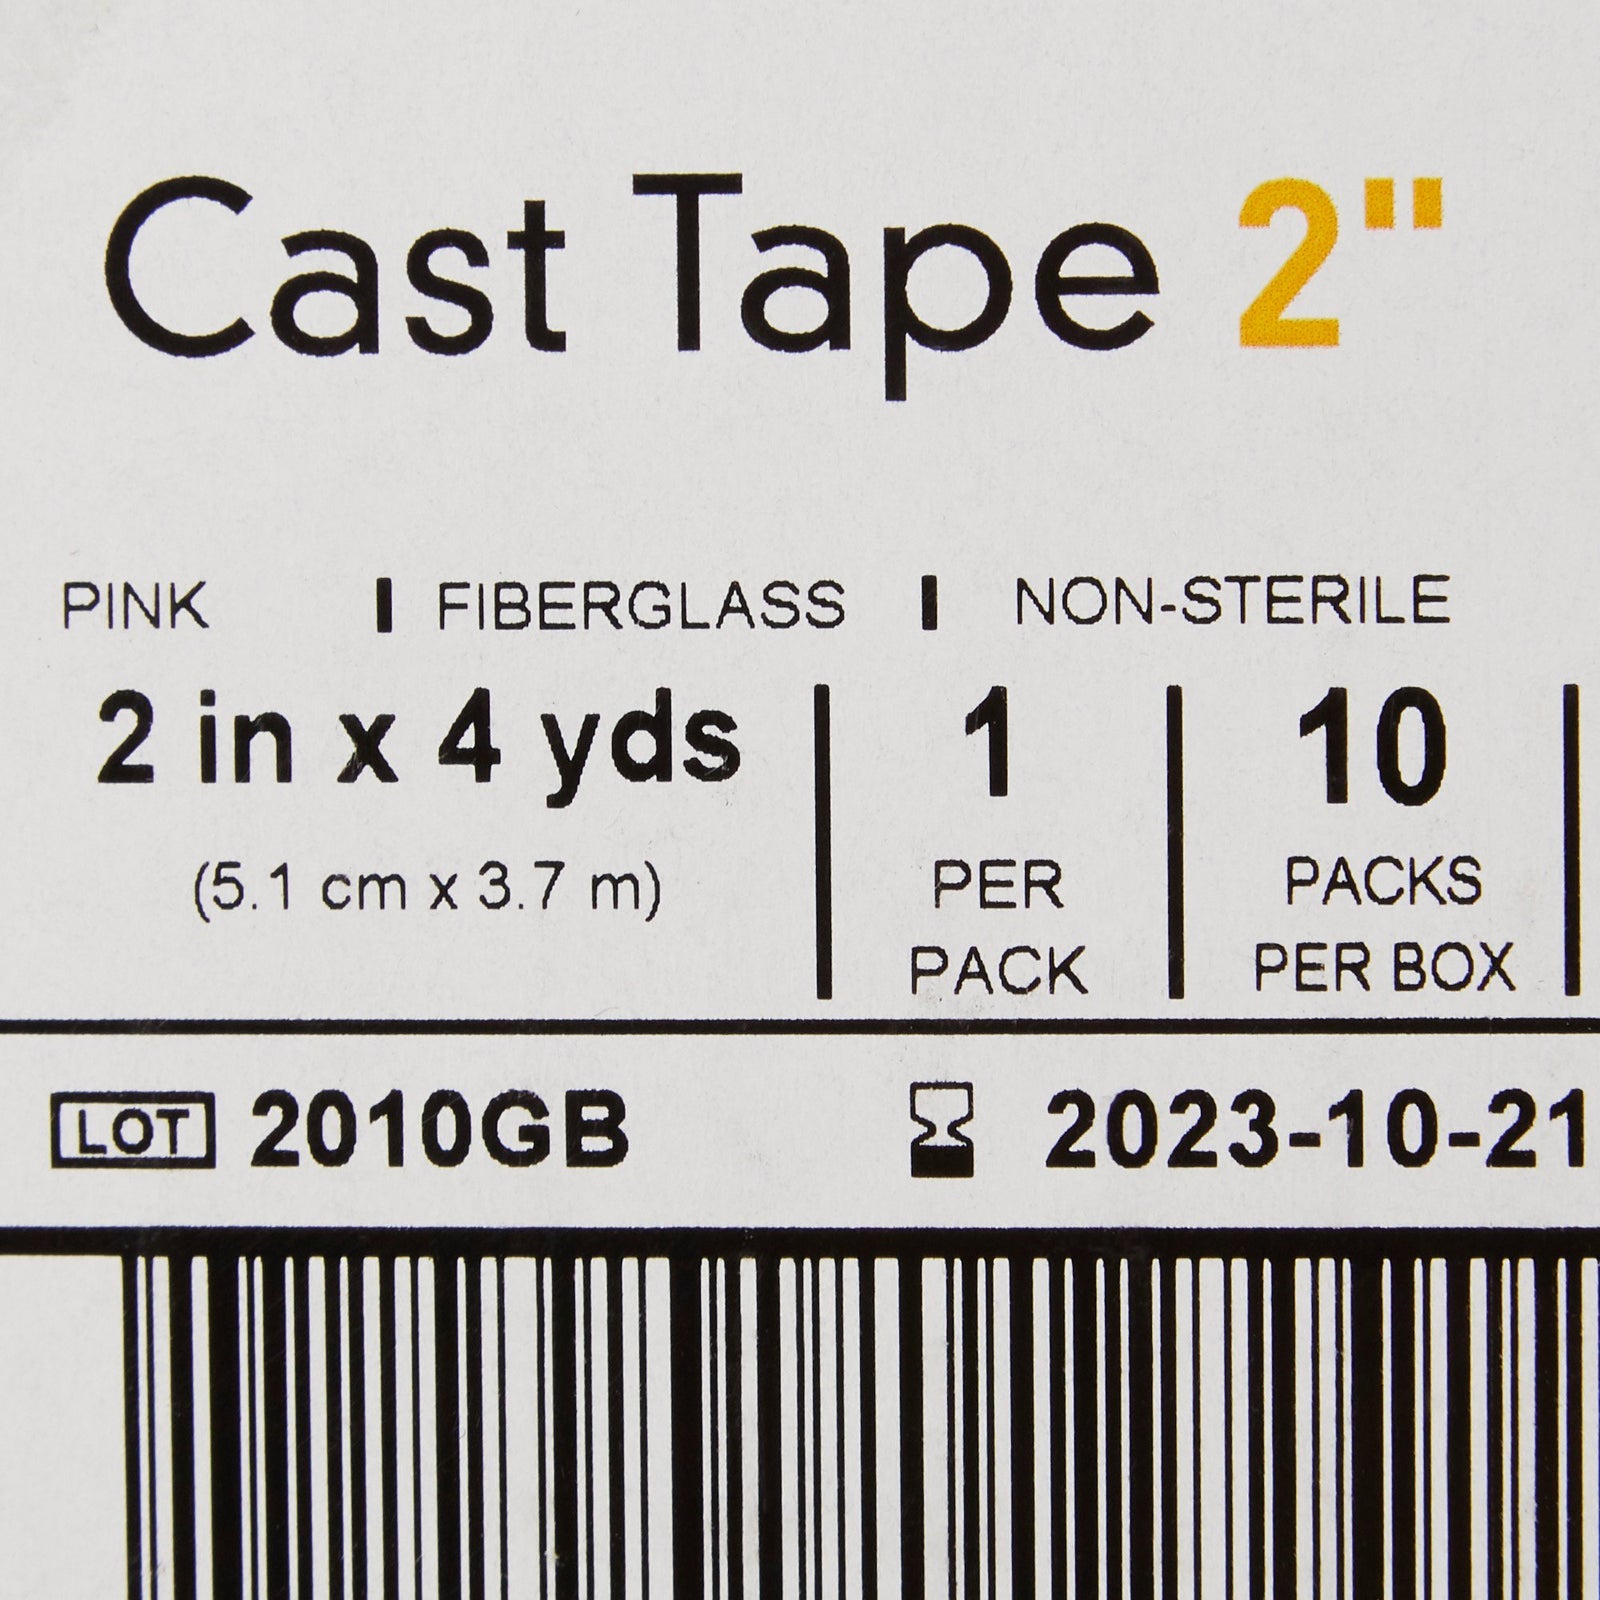 Cast Tape 2"
PINK FIBERGLASS NON-STERILE
2 in x 4 yds 1 10
(5.1 cm x 3.7 m) PER PACKS
PACK PER BOX
LOT 2010GB 2023-10-21